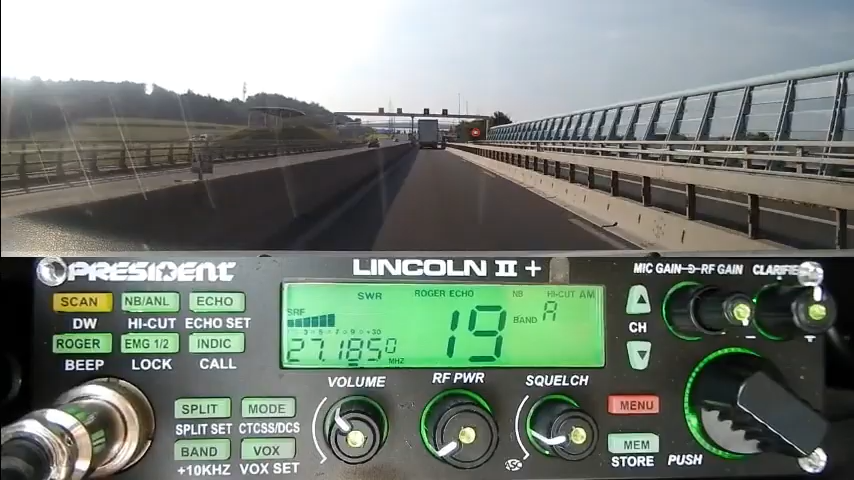 PRESIDENT LINCOLN II + MIC GAIN-Ə-RF GAIN CLARIFIER
SCAN NB/ANL ECHO
DW HI-CUT ECHO SET
ROGER EMG 1/2 INDIC
BEEP LOCK CALL
SWR ROGER ECHO NB HI-CUT AM
SRF
19 BAND A
27.1850 MHZ
CH
VOLUME RF PWR SQUELCH
SPLIT MODE MENU
SPLIT SET CTCSS/DCS
BAND VOX MEM
+10KHZ VOX SET ASC STORE PUSH
- +